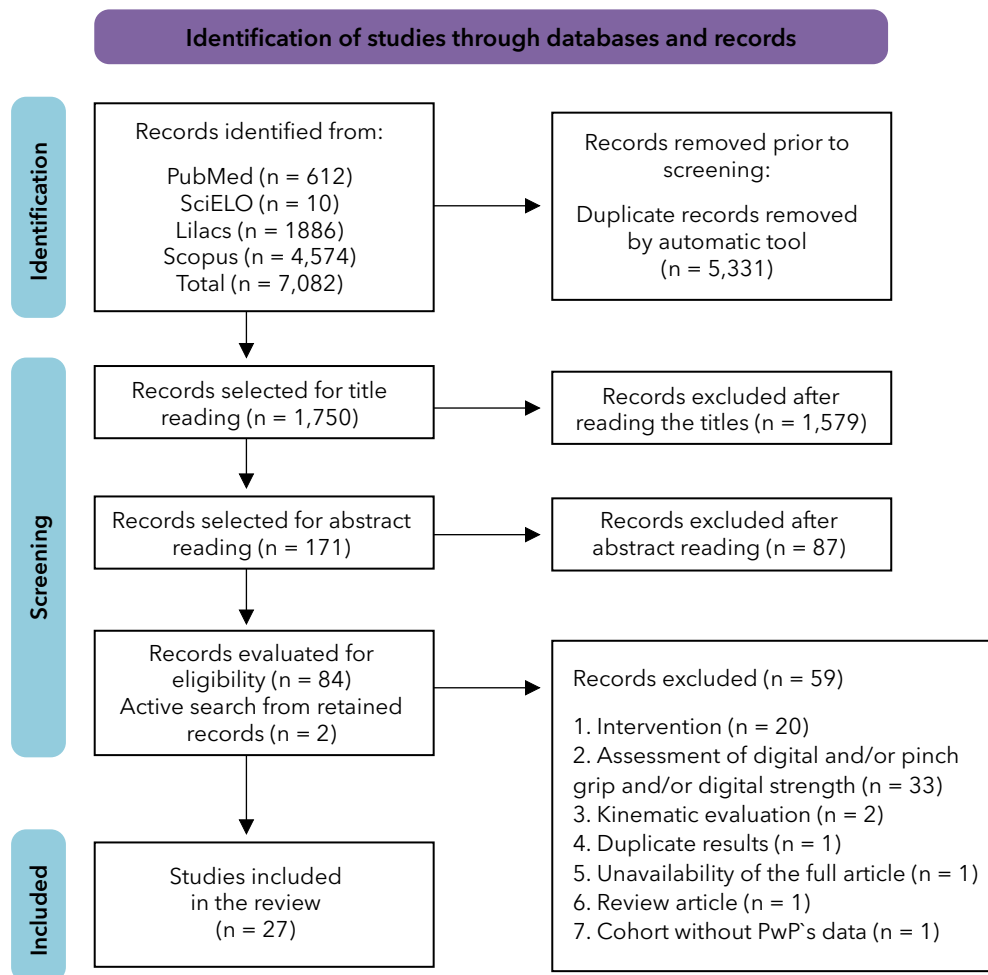 Identification of studies through databases and records
Identification
Records identified from:
PubMed (n = 612)
SciELO (n = 10)
Lilacs (n = 1886)
Scopus (n = 4,574)
Total (n = 7,082)
Records removed prior to
screening:
Duplicate records removed
by automatic tool
(n = 5,331)
Screening
Records selected for title
reading (n = 1,750)
Records excluded after
reading the titles (n = 1,579)
Records selected for abstract
reading (n = 171)
Records excluded after
abstract reading (n = 87)
Records evaluated for
eligibility (n = 84)
Active search from retained
records (n = 2)
Records excluded (n = 59)
1. Intervention (n = 20)
2. Assessment of digital and/or pinch
grip and/or digital strength (n = 33)
3. Kinematic evaluation (n = 2)
4. Duplicate results (n = 1)
5. Unavailability of the full article (n = 1)
6. Review article (n = 1)
7. Cohort without PwP`s data (n = 1)
Included
Studies included
in the review
(n = 27)